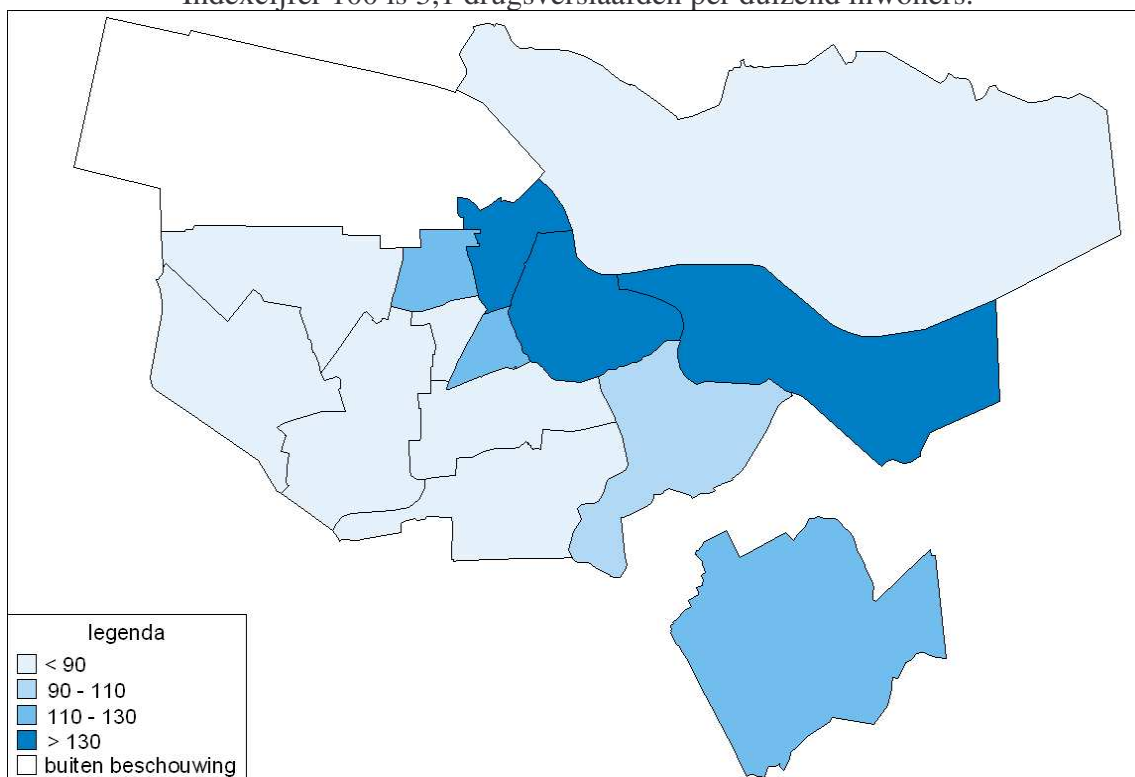 Indexcijfer 100 is 5,1 drugsverslaafden per duizend inwoners.
legenda
< 90
90 - 110
110 - 130
> 130
buiten beschouwing